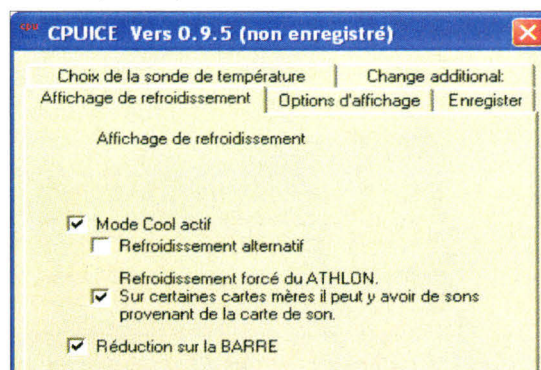 CPUICE Vers 0.9.5 (non enregistré)
Choix de la sonde de température
Change additional:
Affichage de refroidissement
Options d'affichage
Enregister
Affichage de refroidissement
Mode Cool actif
Refroidissement alternatif
Refroidissement forcé du ATHLON.
Sur certaines cartes mères il peut y avoir de sons
provenant de la carte de son.
Réduction sur la BARRE